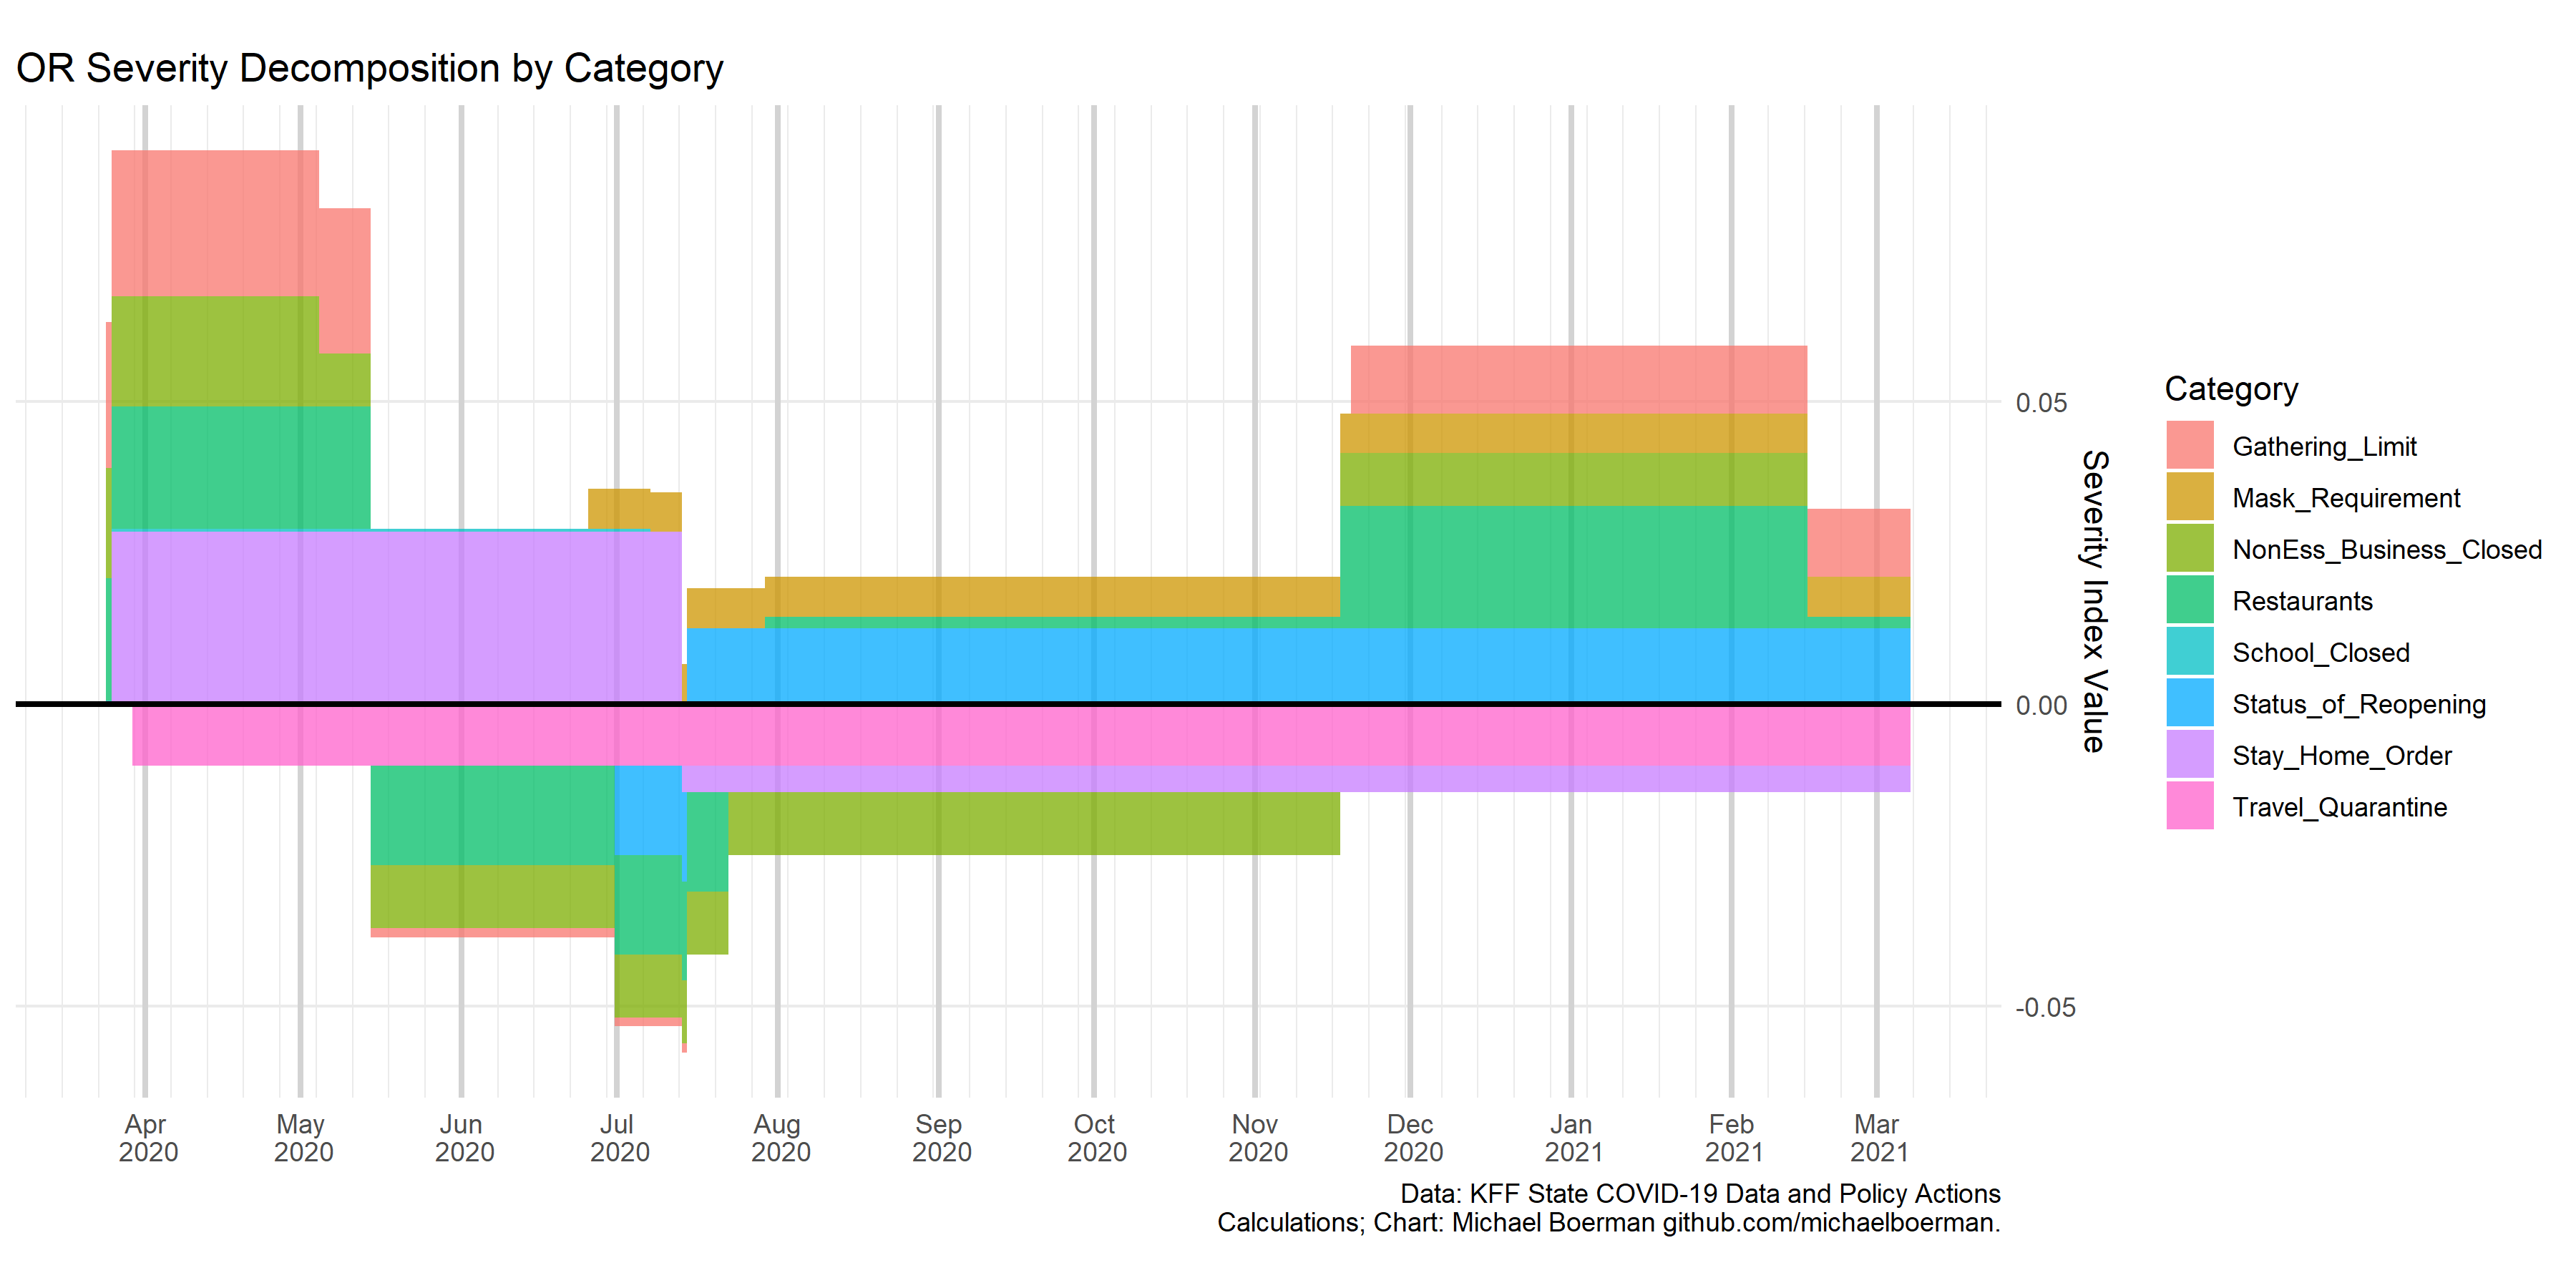 OR Severity Decomposition by Category
0.05
0.00
-0.05
Severity Index Value
Apr
2020
May
2020
Jun
2020
Jul
2020
Aug
2020
Sep
2020
Oct
2020
Nov
2020
Dec
2020
Jan
2021
Feb
2021
Mar
2021
Category
Gathering_Limit
Mask_Requirement
NonEss_Business_Closed
Restaurants
School_Closed
Status_of_Reopening
Stay_Home_Order
Travel_Quarantine
Data: KFF State COVID-19 Data and Policy Actions
Calculations; Chart: Michael Boerman github.com/michaelboerman.